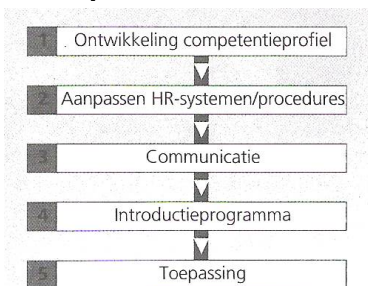 1 Ontwikkeling competentieprofiel
2 Aanpassen HR-systemen/procedures
3 Communicatie
4 Introductieprogramma
5 Toepassing